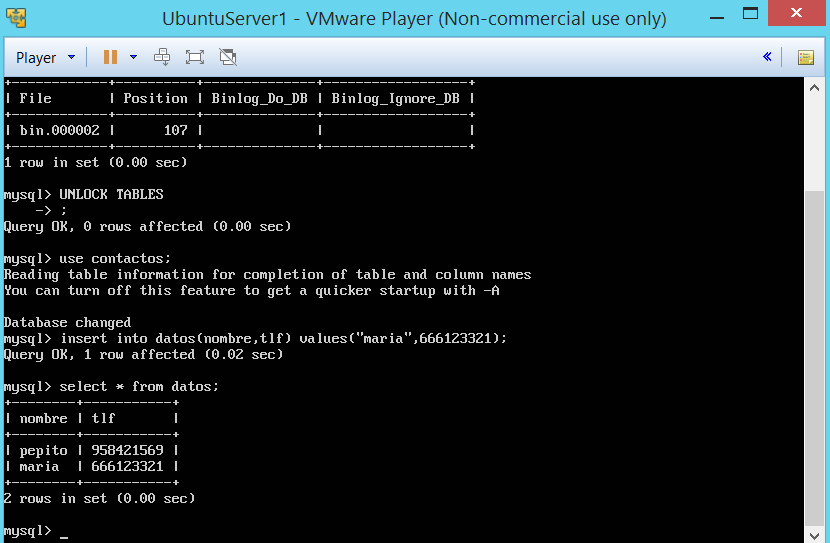 UbuntuServer1 - VMware Player (Non-commercial use only)
Player
+------------+----------+--------------+------------------+
| File       | Position | Binlog_Do_DB | Binlog_Ignore_DB |
+------------+----------+--------------+------------------+
| bin.000002 |      107 |              |                  |
+------------+----------+--------------+------------------+
1 row in set (0.00 sec)
mysql> UNLOCK TABLES
    -> ;
Query OK, 0 rows affected (0.00 sec)
mysql> use contactos;
Reading table information for completion of table and column names
You can turn off this feature to get a quicker startup with -A
Database changed
mysql> insert into datos(nombre,tlf) values("maria",666123321);
Query OK, 1 row affected (0.02 sec)
mysql> select * from datos;
+--------+-----------+
| nombre | tlf       |
+--------+-----------+
| pepito | 958421569 |
| maria  | 666123321 |
+--------+-----------+
2 rows in set (0.00 sec)
mysql> _